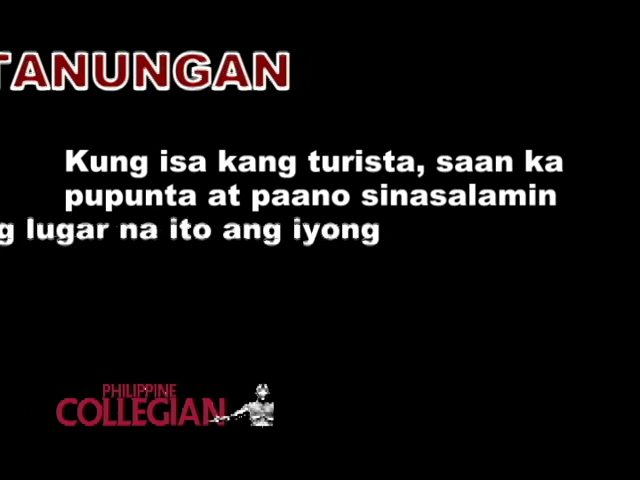 TANUNGAN
Kung isa kang turista, saan ka
pupunta at paano sinasalamin
g lugar na ito ang iyong
PHILIPPINE
COLLEGIAN